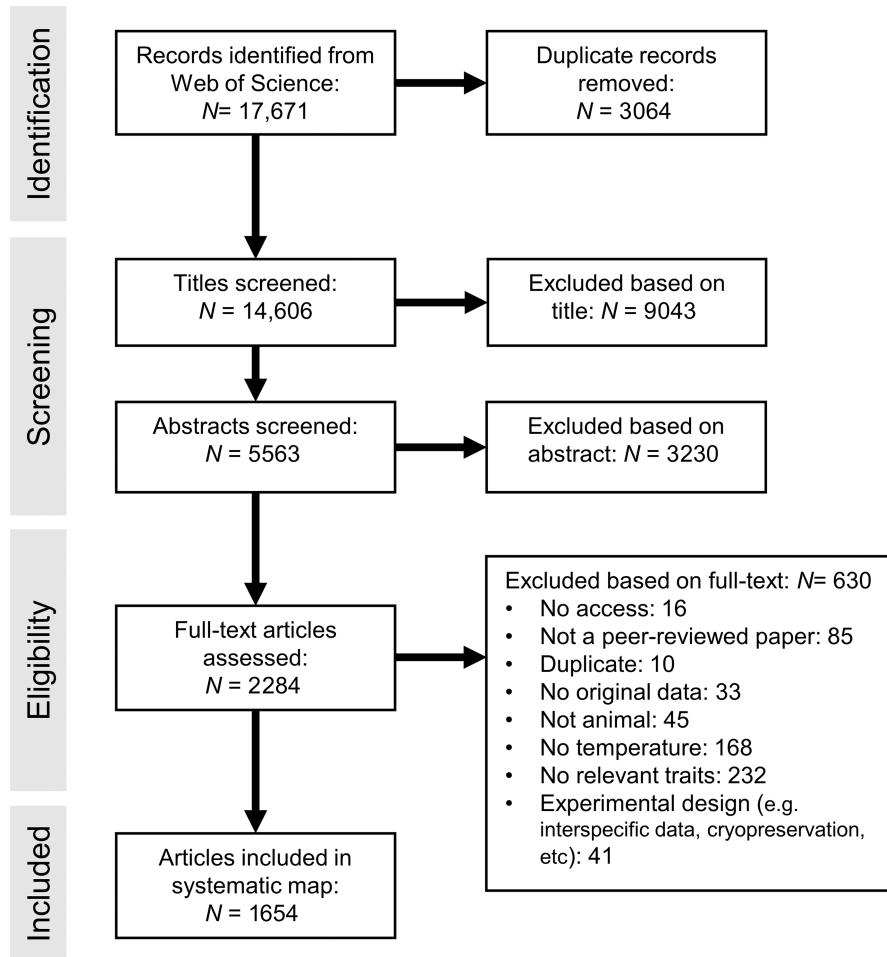 Identification
Records identified from
Web of Science:
N= 17,671
Duplicate records
removed:
N = 3064
Screening
Titles screened:
N = 14,606
Excluded based on
title: N = 9043
Abstracts screened:
N = 5563
Excluded based on
abstract: N = 3230
Eligibility
Full-text articles
assessed:
N = 2284
Excluded based on full-text: N= 630
• No access: 16
• Not a peer-reviewed paper: 85
• Duplicate: 10
• No original data: 33
• Not animal: 45
• No temperature: 168
• No relevant traits: 232
• Experimental design (e.g.
interspecific data, cryopreservation,
etc): 41
Included
Articles included in
systematic map:
N = 1654